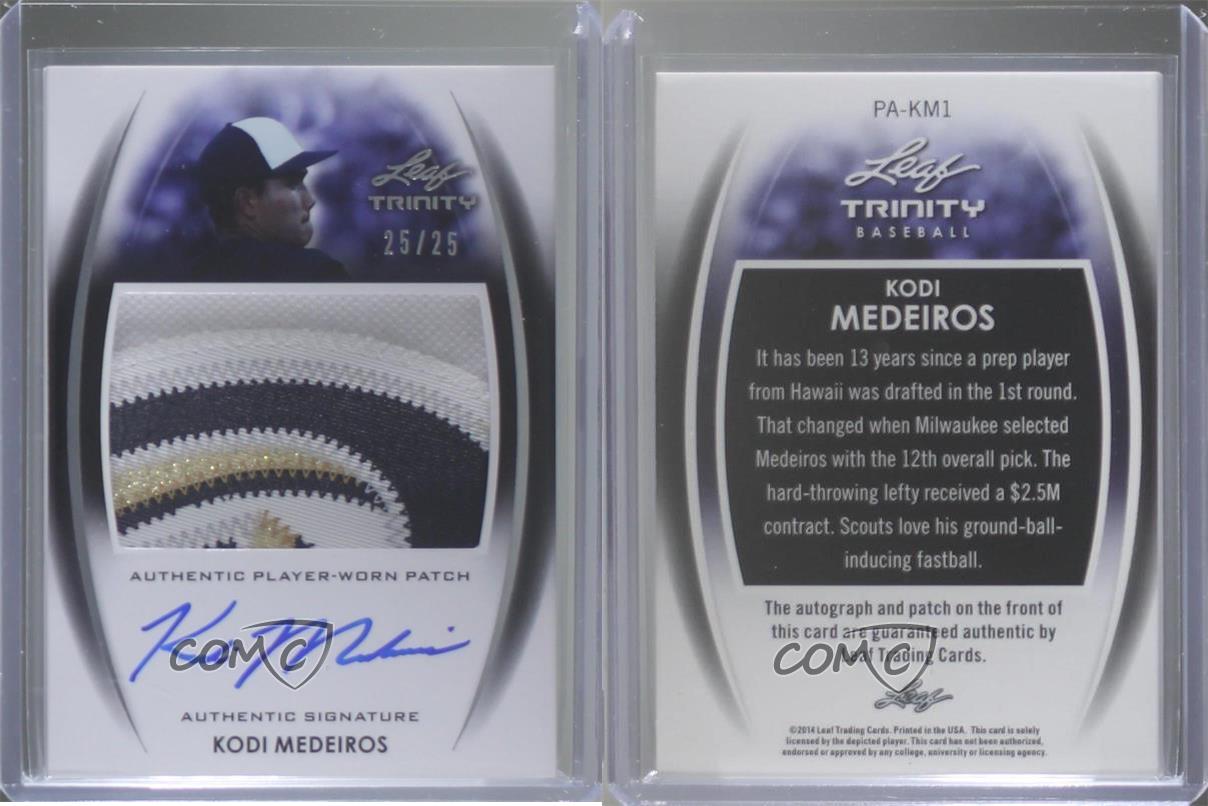 Leaf
TRINITY
25/25
AUTHENTIC PLAYER-WORN PATCH
Kodi Medeiros
COMC
AUTHENTIC SIGNATURE
KODI MEDEIROS
PA-KM1
Leaf
TRINITY
BASEBALL
KODI
MEDEIROS
It has been 13 years since a prep player
from Hawaii was drafted in the 1st round.
That changed when Milwaukee selected
Medeiros with the 12th overall pick. The
hard-throwing lefty received a $2.5M
contract. Scouts love his ground-ball-
inducing fastball.
The autograph and patch on the front of
this card are guaranteed authentic by
Leaf Trading Cards.
COMC
Leaf
©2014 Leaf Trading Cards. Printed in the USA. This card is solely
licensed by the depicted player. This card has not been authorized,
endorsed or approved by any college, university or licensing agency.